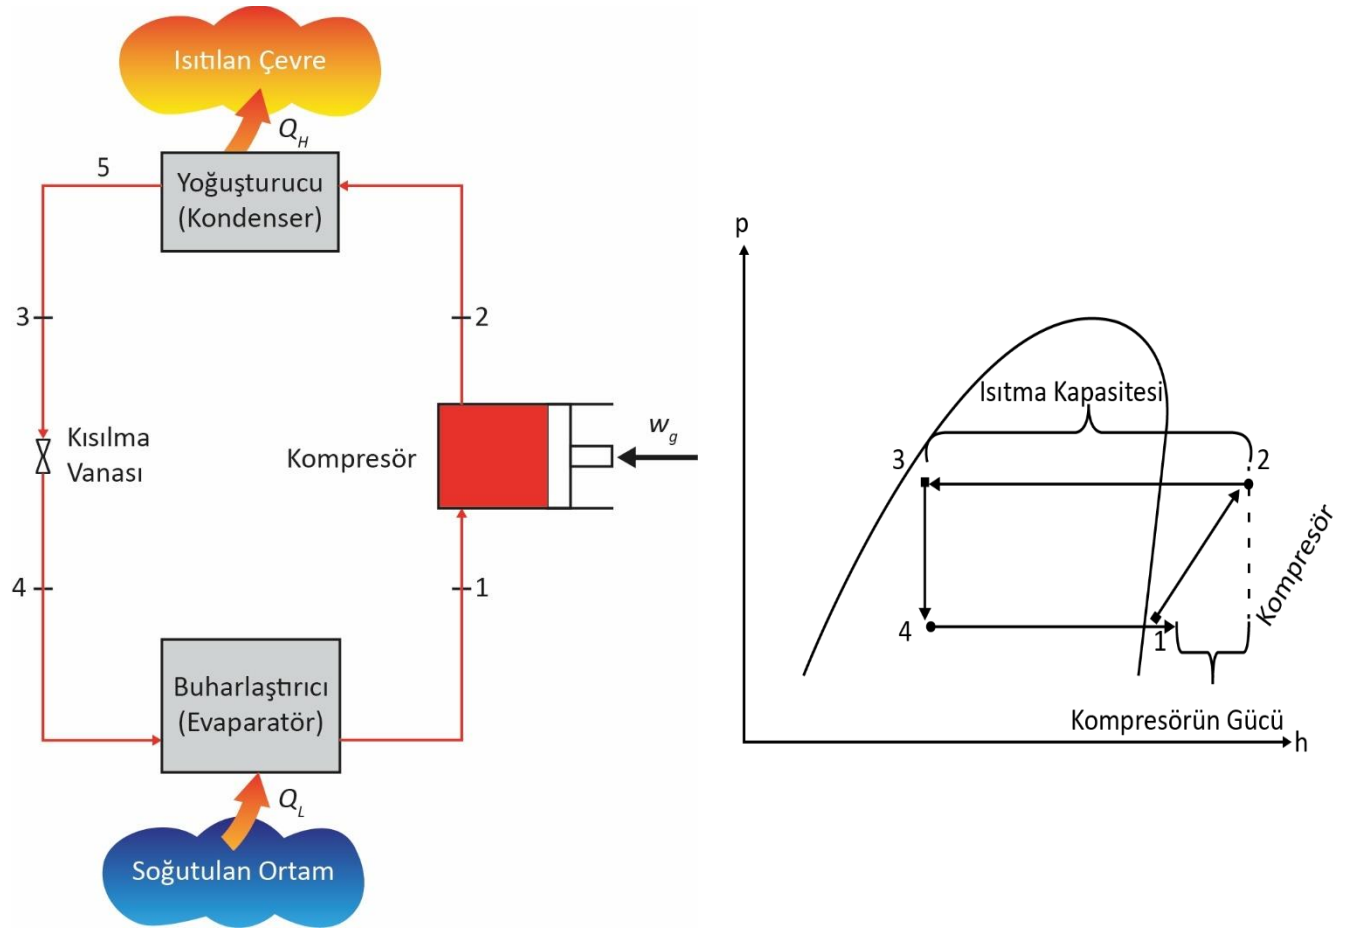 Isıtılan Çevre
Q_H
5
Yoğuşturucu
(Kondenser)
3
2
Kısılma
Vanası
Kompresör
w_g
4
1
Buharlaştırıcı
(Evaparatör)
Q_L
Soğutulan Ortam
p
Isıtma Kapasitesi
3
2
Kompresör
4
1
Kompresörün Gücü
h